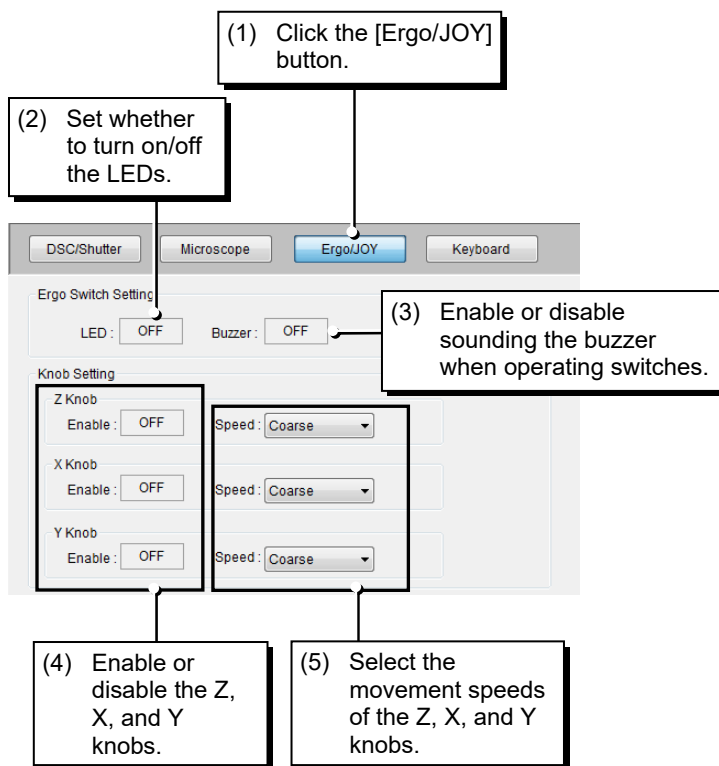 (1) Click the [Ergo/JOY]
button.
(2) Set whether
to turn on/off
the LEDs.
DSC/Shutter Microscope Ergo/JOY Keyboard
Ergo Switch Setting
LED : OFF Buzzer : OFF
(3) Enable or disable
sounding the buzzer
when operating switches.
Knob Setting
Z Knob
Enable : OFF Speed : Coarse
X Knob
Enable : OFF Speed : Coarse
Y Knob
Enable : OFF Speed : Coarse
(4) Enable or
disable the Z,
X, and Y
knobs.
(5) Select the
movement speeds
of the Z, X, and Y
knobs.